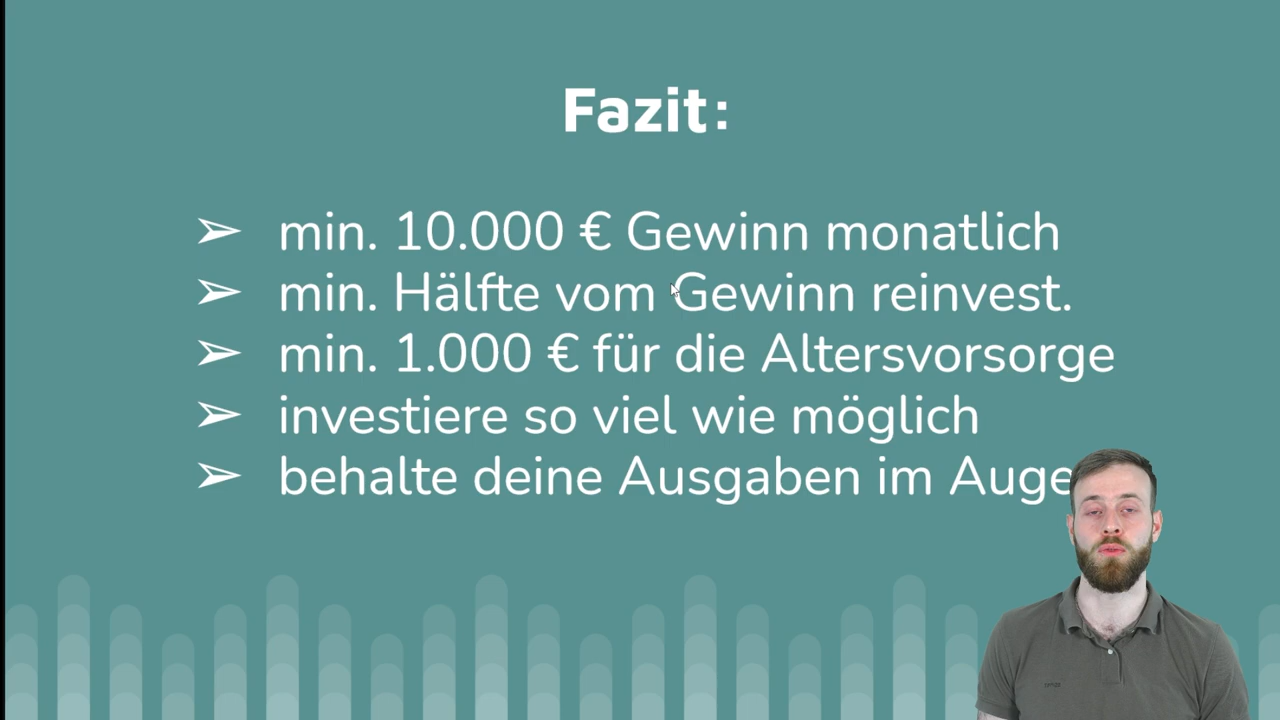 Fazit:
➢ min. 10.000 € Gewinn monatlich
➢ min. Hälfte vom Gewinn reinvest.
➢ min. 1.000 € für die Altersvorsorge
➢ investiere so viel wie möglich
➢ behalte deine Ausgaben im Auge